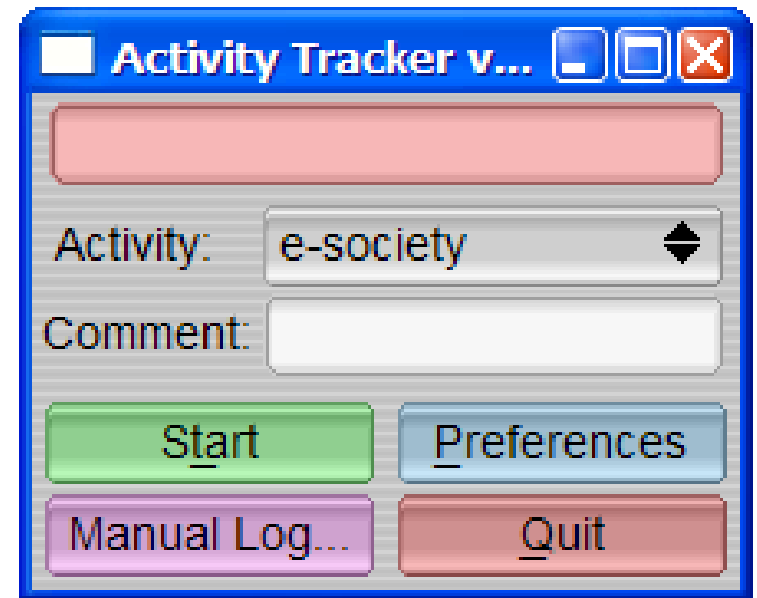 Activity Tracker v...
Activity: e-society
Comment:
Start Preferences
Manual Log... Quit